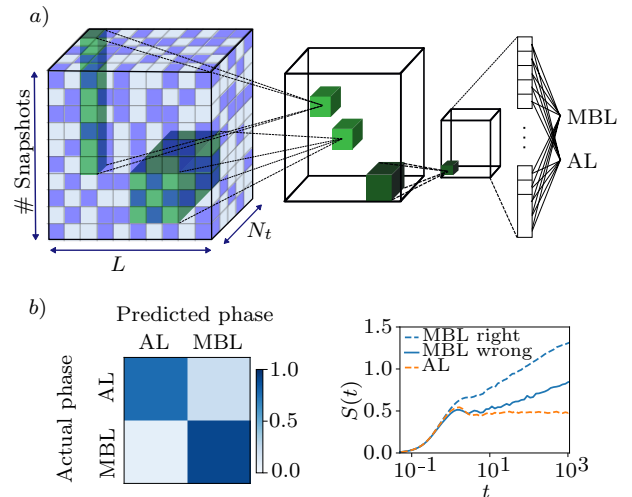 a)
# Snapshots
L
N_t
MBL
AL
b)
Predicted phase
AL MBL
Actual phase
AL
MBL
1.0
0.5
0.0
S(t)
1.5
1.0
0.5
0.0
MBL right
MBL wrong
AL
10^{-1} 10^1 10^3
t